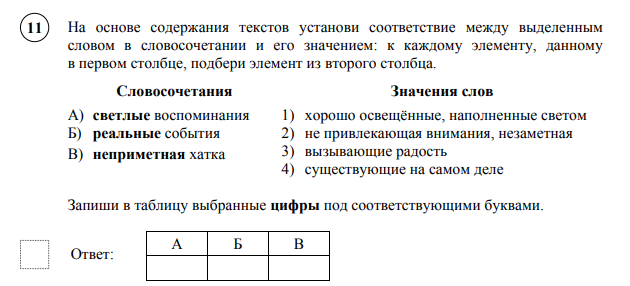 11 На основе содержания текстов установи соответствие между выделенным
словом в словосочетании и его значением: к каждому элементу, данному
в первом столбце, подбери элемент из второго столбца.
Словосочетания Значения слов
А) светлые воспоминания 1) хорошо освещённые, наполненные светом
Б) реальные события 2) не привлекающая внимания, незаметная
В) неприметная хатка 3) вызывающие радость
4) существующие на самом деле
Запиши в таблицу выбранные цифры под соответствующими буквами.
Ответ: А Б В